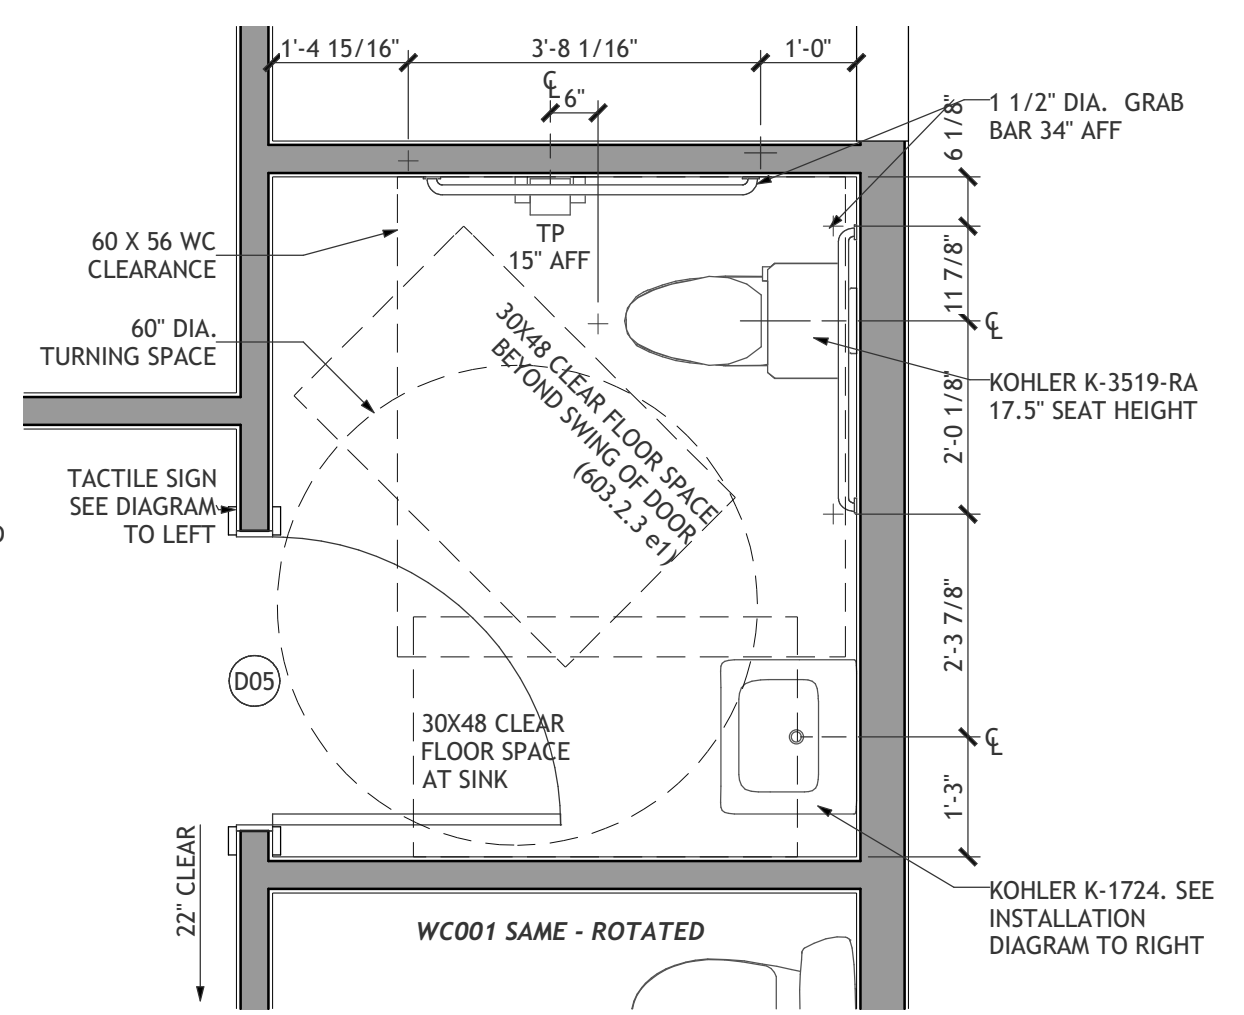 1'-4 15/16"
3'-8 1/16"
1'-0"
℄
6"
1 1/2" DIA. GRAB
BAR 34" AFF
6 1/8"
60 X 56 WC
CLEARANCE
TP
15" AFF
11 7/8"
℄
60" DIA.
TURNING SPACE
30X48 CLEAR FLOOR SPACE
BEYOND SWING OF DOOR
(603.2.3 e1)
KOHLER K-3519-RA
17.5" SEAT HEIGHT
2'-0 1/8"
TACTILE SIGN
SEE DIAGRAM
TO LEFT
2'-3 7/8"
D05
30X48 CLEAR
FLOOR SPACE
AT SINK
℄
1'-3"
22" CLEAR
KOHLER K-1724. SEE
INSTALLATION
DIAGRAM TO RIGHT
WC001 SAME - ROTATED